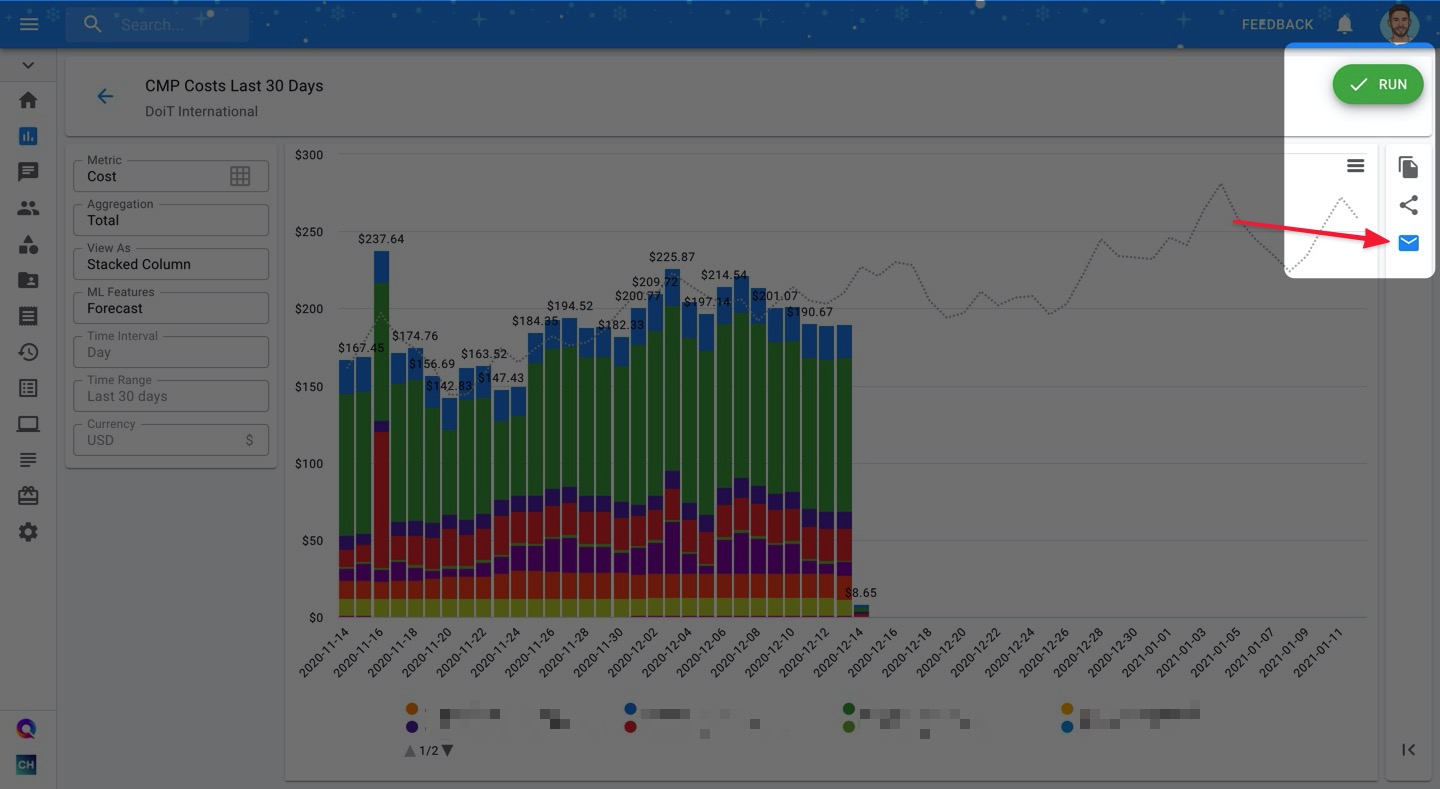 Search...
FEEDBACK
CMP Costs Last 30 Days
DoiT International
RUN
Metric
Cost
Aggregation
Total
View As
Stacked Column
ML Features
Forecast
Time Interval
Day
Time Range
Last 30 days
Currency
USD $
$300
$250
$200
$150
$100
$50
$0
$167.45
$237.64
$174.76
$156.69
$142.83
$163.52
$147.43
$184.35
$194.52
$182.33
$200.77
$209.72
$225.87
$197.14
$214.54
$201.07
$190.67
$8.65
2020-11-14
2020-11-16
2020-11-18
2020-11-20
2020-11-22
2020-11-24
2020-11-26
2020-11-28
2020-11-30
2020-12-02
2020-12-04
2020-12-06
2020-12-08
2020-12-10
2020-12-12
2020-12-14
2020-12-16
2020-12-18
2020-12-20
2020-12-22
2020-12-24
2020-12-26
2020-12-28
2020-12-30
2021-01-01
2021-01-03
2021-01-05
2021-01-07
2021-01-09
2021-01-11
1/2
CH